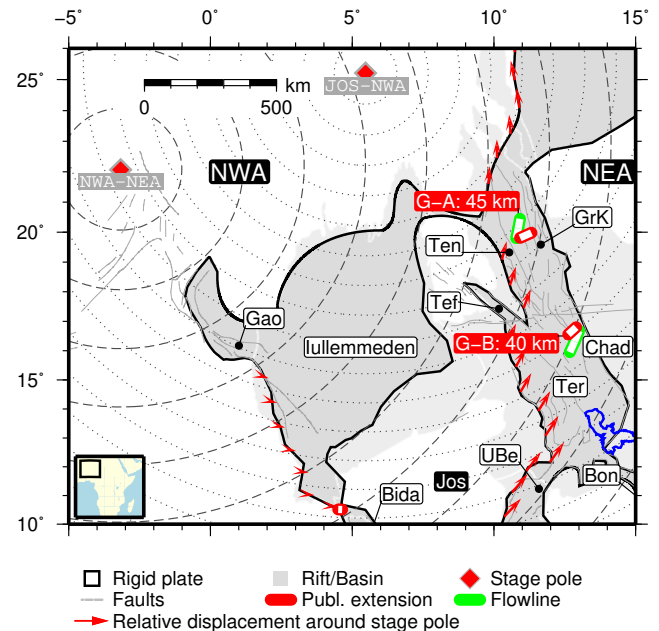 −5˚ 0˚ 5˚ 10˚ 15˚
25˚
20˚
15˚
10˚
km
0 500
JOS−NWA
NWA−NEA
NWA
NEA
G−A: 45 km
GrK
Ten
Tef
Gao
Iullemmeden
G−B: 40 km
Chad
Ter
UBe
Jos
Bon
Bida
Rigid plate
Rift/Basin
Stage pole
Faults
Publ. extension
Flowline
Relative displacement around stage pole